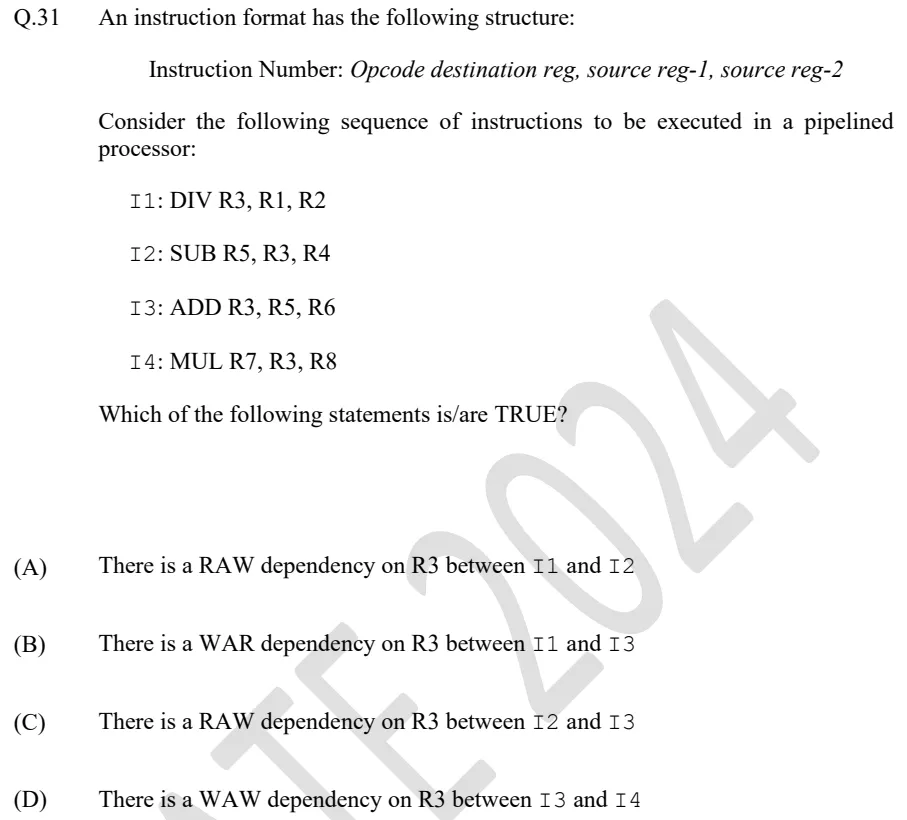 Q.31 An instruction format has the following structure:
Instruction Number: Opcode destination reg, source reg-1, source reg-2
Consider the following sequence of instructions to be executed in a pipelined
processor:
I1: DIV R3, R1, R2
I2: SUB R5, R3, R4
I3: ADD R3, R5, R6
I4: MUL R7, R3, R8
Which of the following statements is/are TRUE?
(A) There is a RAW dependency on R3 between I1 and I2
(B) There is a WAR dependency on R3 between I1 and I3
(C) There is a RAW dependency on R3 between I2 and I3
(D) There is a WAW dependency on R3 between I3 and I4
ATE 2024